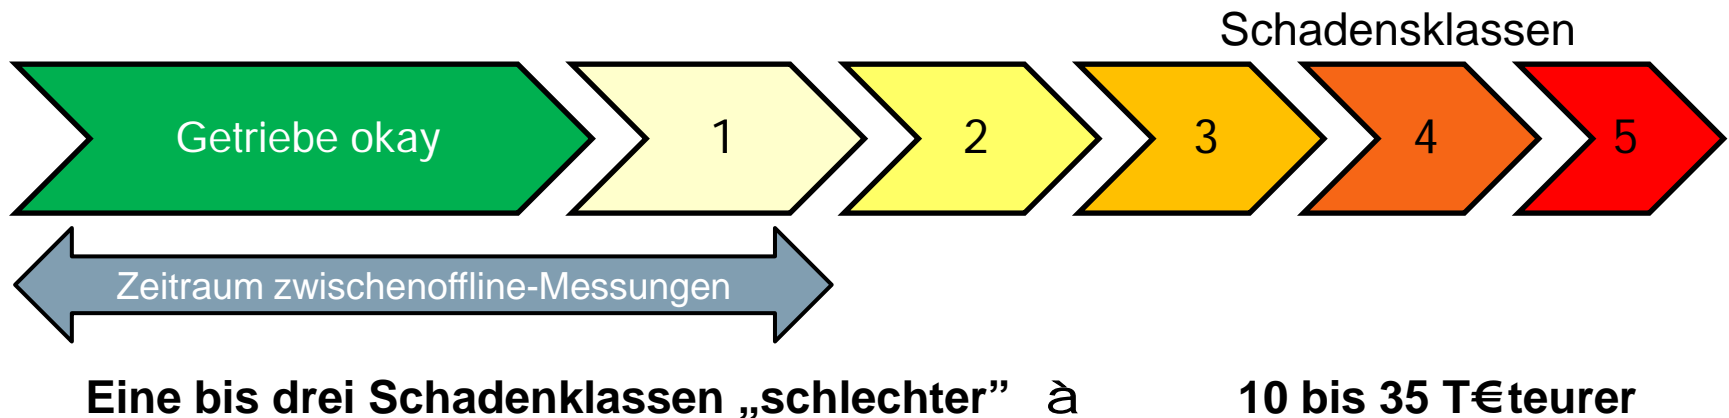 Schadensklassen
Getriebe okay 1 2 3 4 5
Zeitraum zwischenoffline-Messungen
Eine bis drei Schadenklassen „schlechter” à 10 bis 35 T€teurer